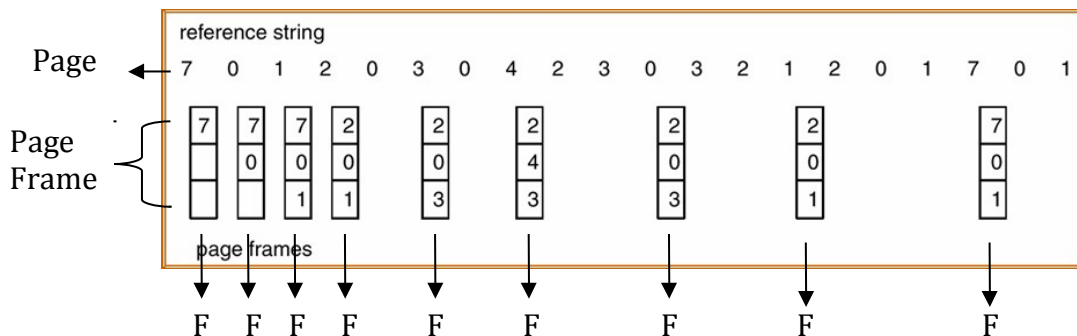 reference string
Page 7 0 1 2 0 3 0 4 2 3 0 3 2 1 2 0 1 7 0 1
7 7 7 2 2 2 2 2 7
Page
0 0 0 0 4 0 0 0
Frame
1 1 3 3 3 1 1
page frames
F F F F F F F F F